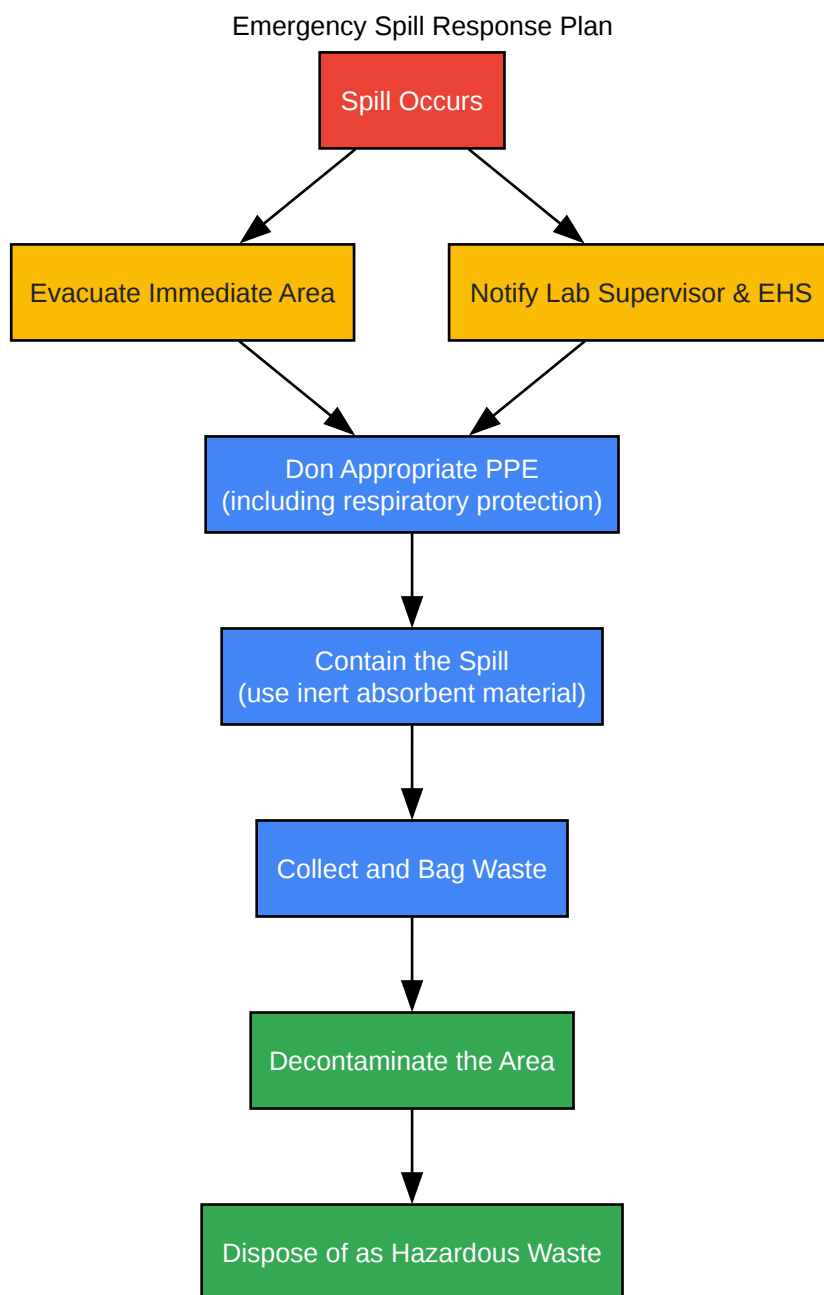 Emergency Spill Response Plan
Spill Occurs
Evacuate Immediate Area
Notify Lab Supervisor & EHS
Don Appropriate PPE
(including respiratory protection)
Contain the Spill
(use inert absorbent material)
Collect and Bag Waste
Decontaminate the Area
Dispose of as Hazardous Waste